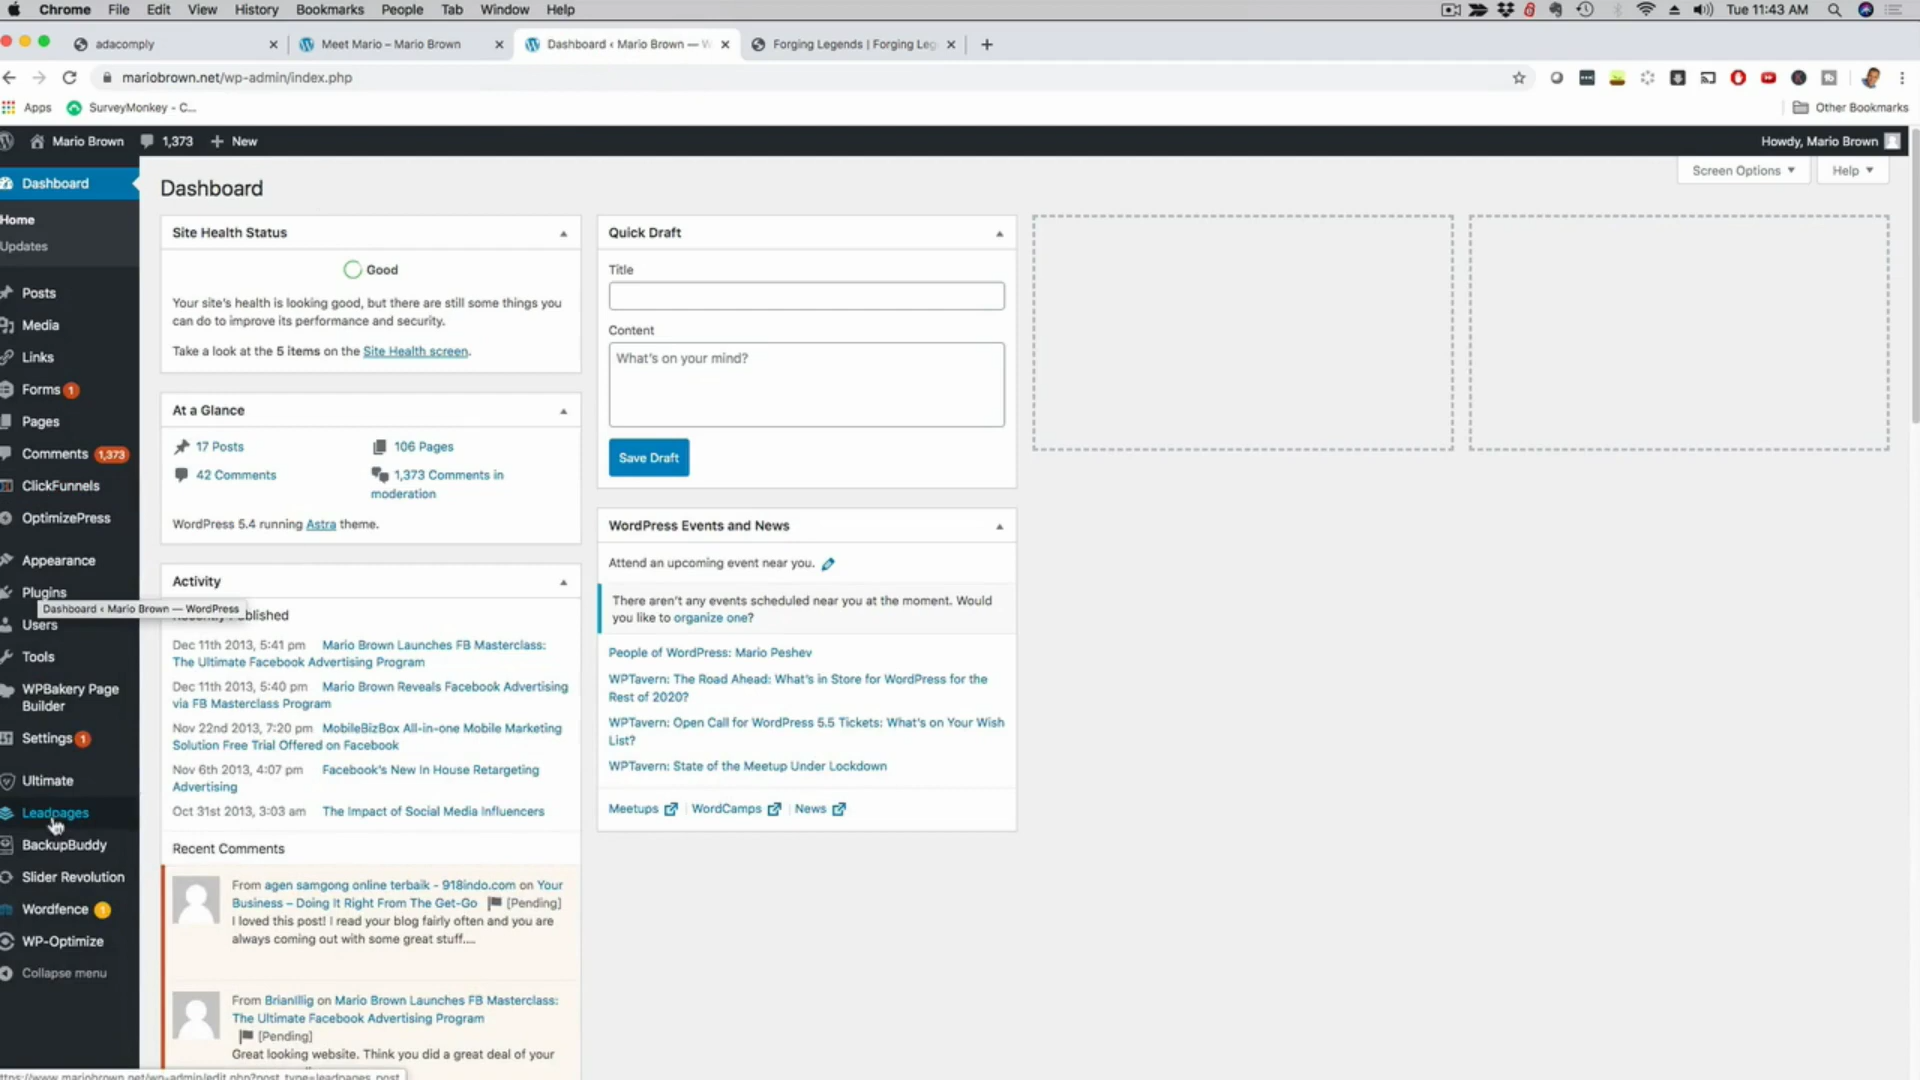 Chrome File Edit View History Bookmarks People Tab Window Help
Tue 11:43 AM
adacomply
Meet Mario – Mario Brown
Dashboard ‹ Mario Brown — W
Forging Legends | Forging Leg
mariobrown.net/wp-admin/index.php
Apps SurveyMonkey - C...
Other Bookmarks
Mario Brown 1,373 + New
Howdy, Mario Brown
Screen Options Help
Dashboard
Home
Updates
Posts
Media
Links
Forms 1
Pages
Comments 1,373
ClickFunnels
OptimizePress
Appearance
Plugins
Dashboard ‹ Mario Brown — WordPress
Users
Tools
WPBakery Page
Builder
Settings 1
Ultimate
Leadpages
BackupBuddy
Slider Revolution
Wordfence 1
WP-Optimize
Collapse menu
Dashboard
Site Health Status
Good
Your site's health is looking good, but there are still some things you
can do to improve its performance and security.
Take a look at the 5 items on the Site Health screen.
At a Glance
17 Posts
106 Pages
42 Comments
1,373 Comments in
moderation
WordPress 5.4 running Astra theme.
Activity
Published
Dec 11th 2013, 5:41 pm Mario Brown Launches FB Masterclass:
The Ultimate Facebook Advertising Program
Dec 11th 2013, 5:40 pm Mario Brown Reveals Facebook Advertising
via FB Masterclass Program
Nov 22nd 2013, 7:20 pm MobileBizBox All-in-one Mobile Marketing
Solution Free Trial Offered on Facebook
Nov 6th 2013, 4:07 pm Facebook's New In House Retargeting
Advertising
Oct 31st 2013, 3:03 am The Impact of Social Media Influencers
Recent Comments
From agen samgong online terbaik - 918indo.com on Your
Business – Doing It Right From The Get-Go [Pending]
I loved this post! I read your blog fairly often and you are
always coming out with some great stuff....
From BrianIllig on Mario Brown Launches FB Masterclass:
The Ultimate Facebook Advertising Program
[Pending]
Great looking website. Think you did a great deal of your
Quick Draft
Title
Content
What's on your mind?
Save Draft
WordPress Events and News
Attend an upcoming event near you.
There aren't any events scheduled near you at the moment. Would
you like to organize one?
People of WordPress: Mario Peshev
WPTavern: The Road Ahead: What's in Store for WordPress for the
Rest of 2020?
WPTavern: Open Call for WordPress 5.5 Tickets: What's on Your Wish
List?
WPTavern: State of the Meetup Under Lockdown
Meetups | WordCamps | News